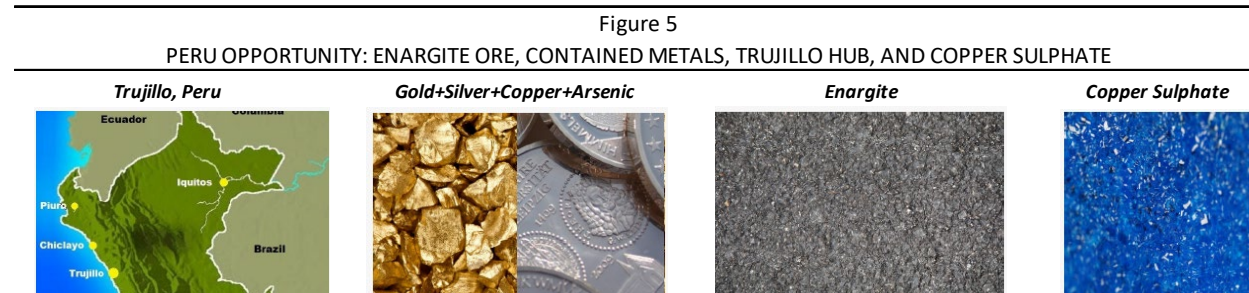 Figure 5
PERU OPPORTUNITY: ENARGITE ORE, CONTAINED METALS, TRUJILLO HUB, AND COPPER SULPHATE
Trujillo, Peru
Gold+Silver+Copper+Arsenic
Enargite
Copper Sulphate
Ecuador
Iquitos
Piura
Chiclayo
Brazil
Trujillo